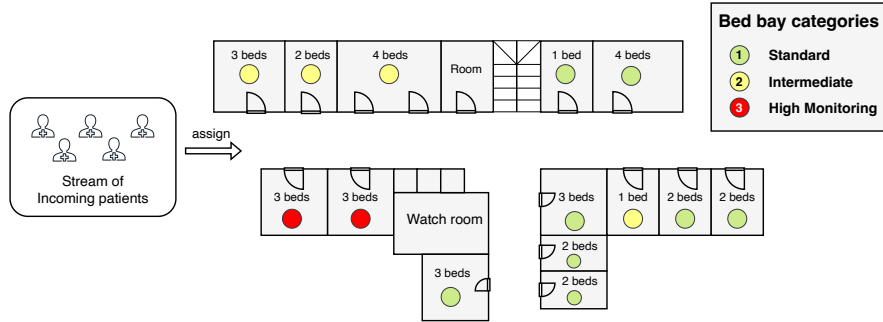 Bed bay categories
1 Standard
2 Intermediate
3 High Monitoring
3 beds
2 beds
4 beds
Room
1 bed
4 beds
assign
Stream of
Incoming patients
3 beds
3 beds
Watch room
3 beds
3 beds
1 bed
2 beds
2 beds
2 beds
2 beds